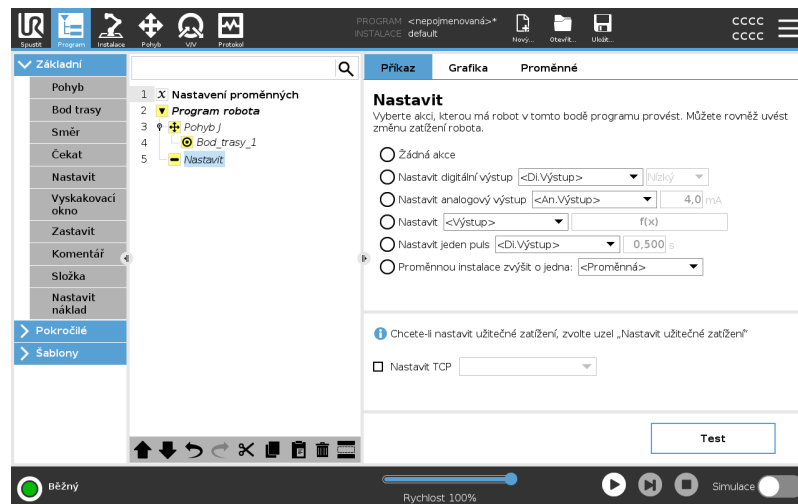 PROGRAM <nepojmenovaná>*
INSTALACE default
Spustit
Program
Instalace
Pohyb
V/V
Protokol
Nový...
Otevřít...
Uložit...
cccc
cccc
Základní
Pohyb
Bod trasy
Směr
Čekat
Nastavit
Vyskakovací
okno
Zastavit
Komentář
Složka
Nastavit
náklad
Pokročilé
Šablony
1 X Nastavení proměnných
2 Program robota
3 Pohyb J
4 Bod_trasy_1
5 Nastavit
Příkaz
Grafika
Proměnné
Nastavit
Vyberte akci, kterou má robot v tomto bodě programu provést. Můžete rovněž uvést
změnu zatížení robota.
Žádná akce
Nastavit digitální výstup <Di.Výstup> Nízký
Nastavit analogový výstup <An.Výstup> 4,0 mA
Nastavit <Výstup> f(x)
Nastavit jeden puls <Di.Výstup> 0,500 s
Proměnnou instalace zvýšit o jedna: <Proměnná>
Chcete-li nastavit užitečné zatížení, zvolte uzel „Nastavit užitečné zatížení“
Nastavit TCP
Test
Běžný
Rychlost 100%
Simulace